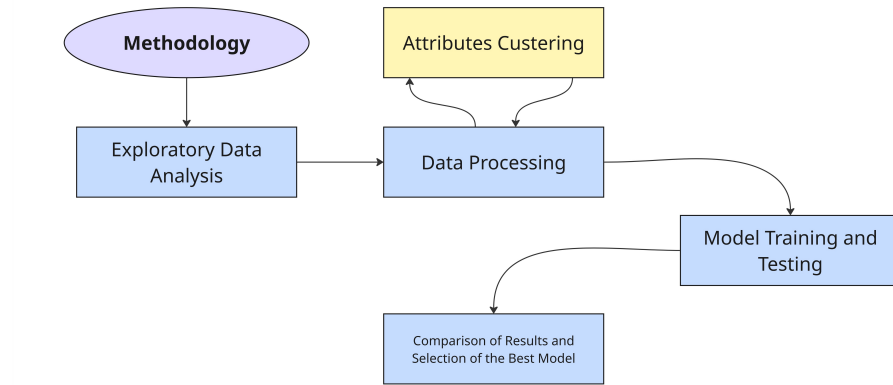 Methodology
Attributes Custering
Exploratory Data
Analysis
Data Processing
Model Training and
Testing
Comparison of Results and
Selection of the Best Model